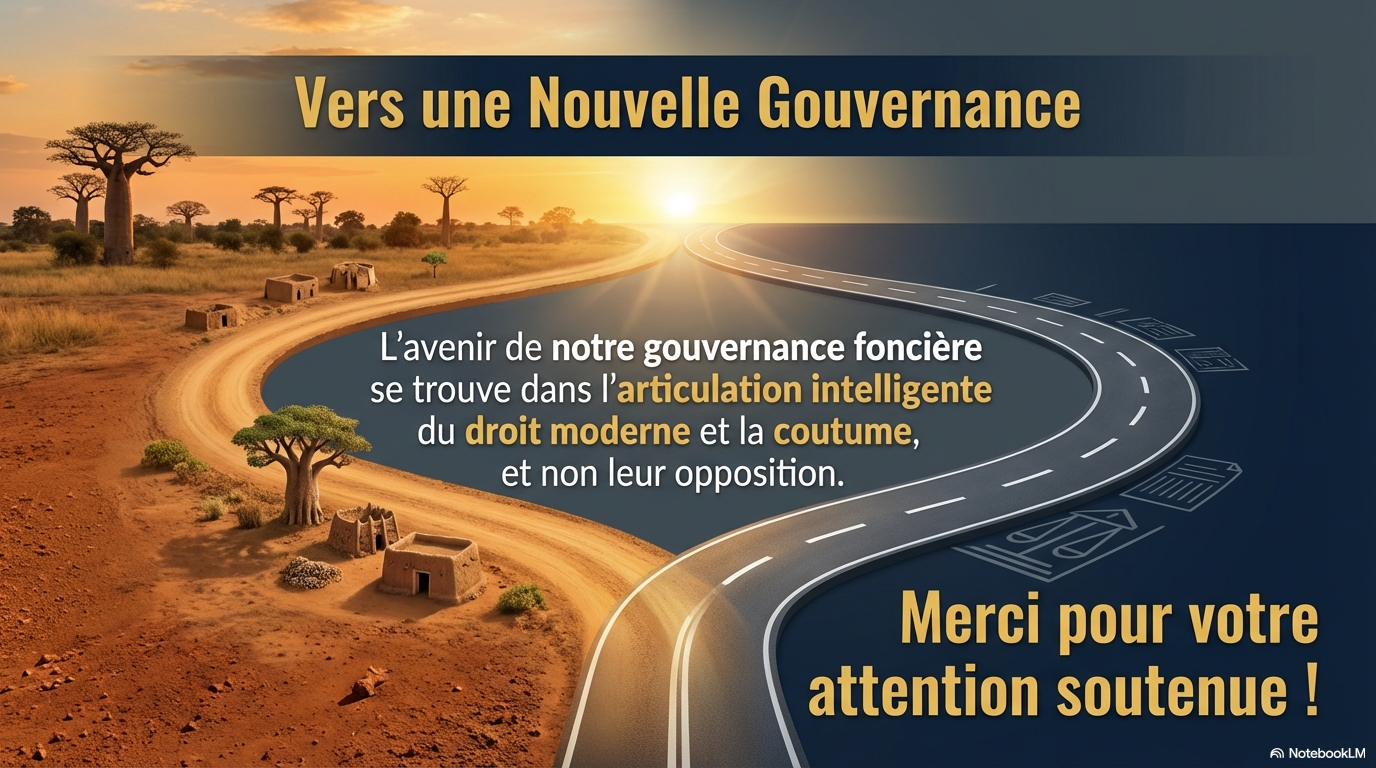 Vers une Nouvelle Gouvernance
L’avenir de notre gouvernance foncière
se trouve dans l’articulation intelligente
du droit moderne et la coutume,
et non leur opposition.
Merci pour votre
attention soutenue !
NotebookLM